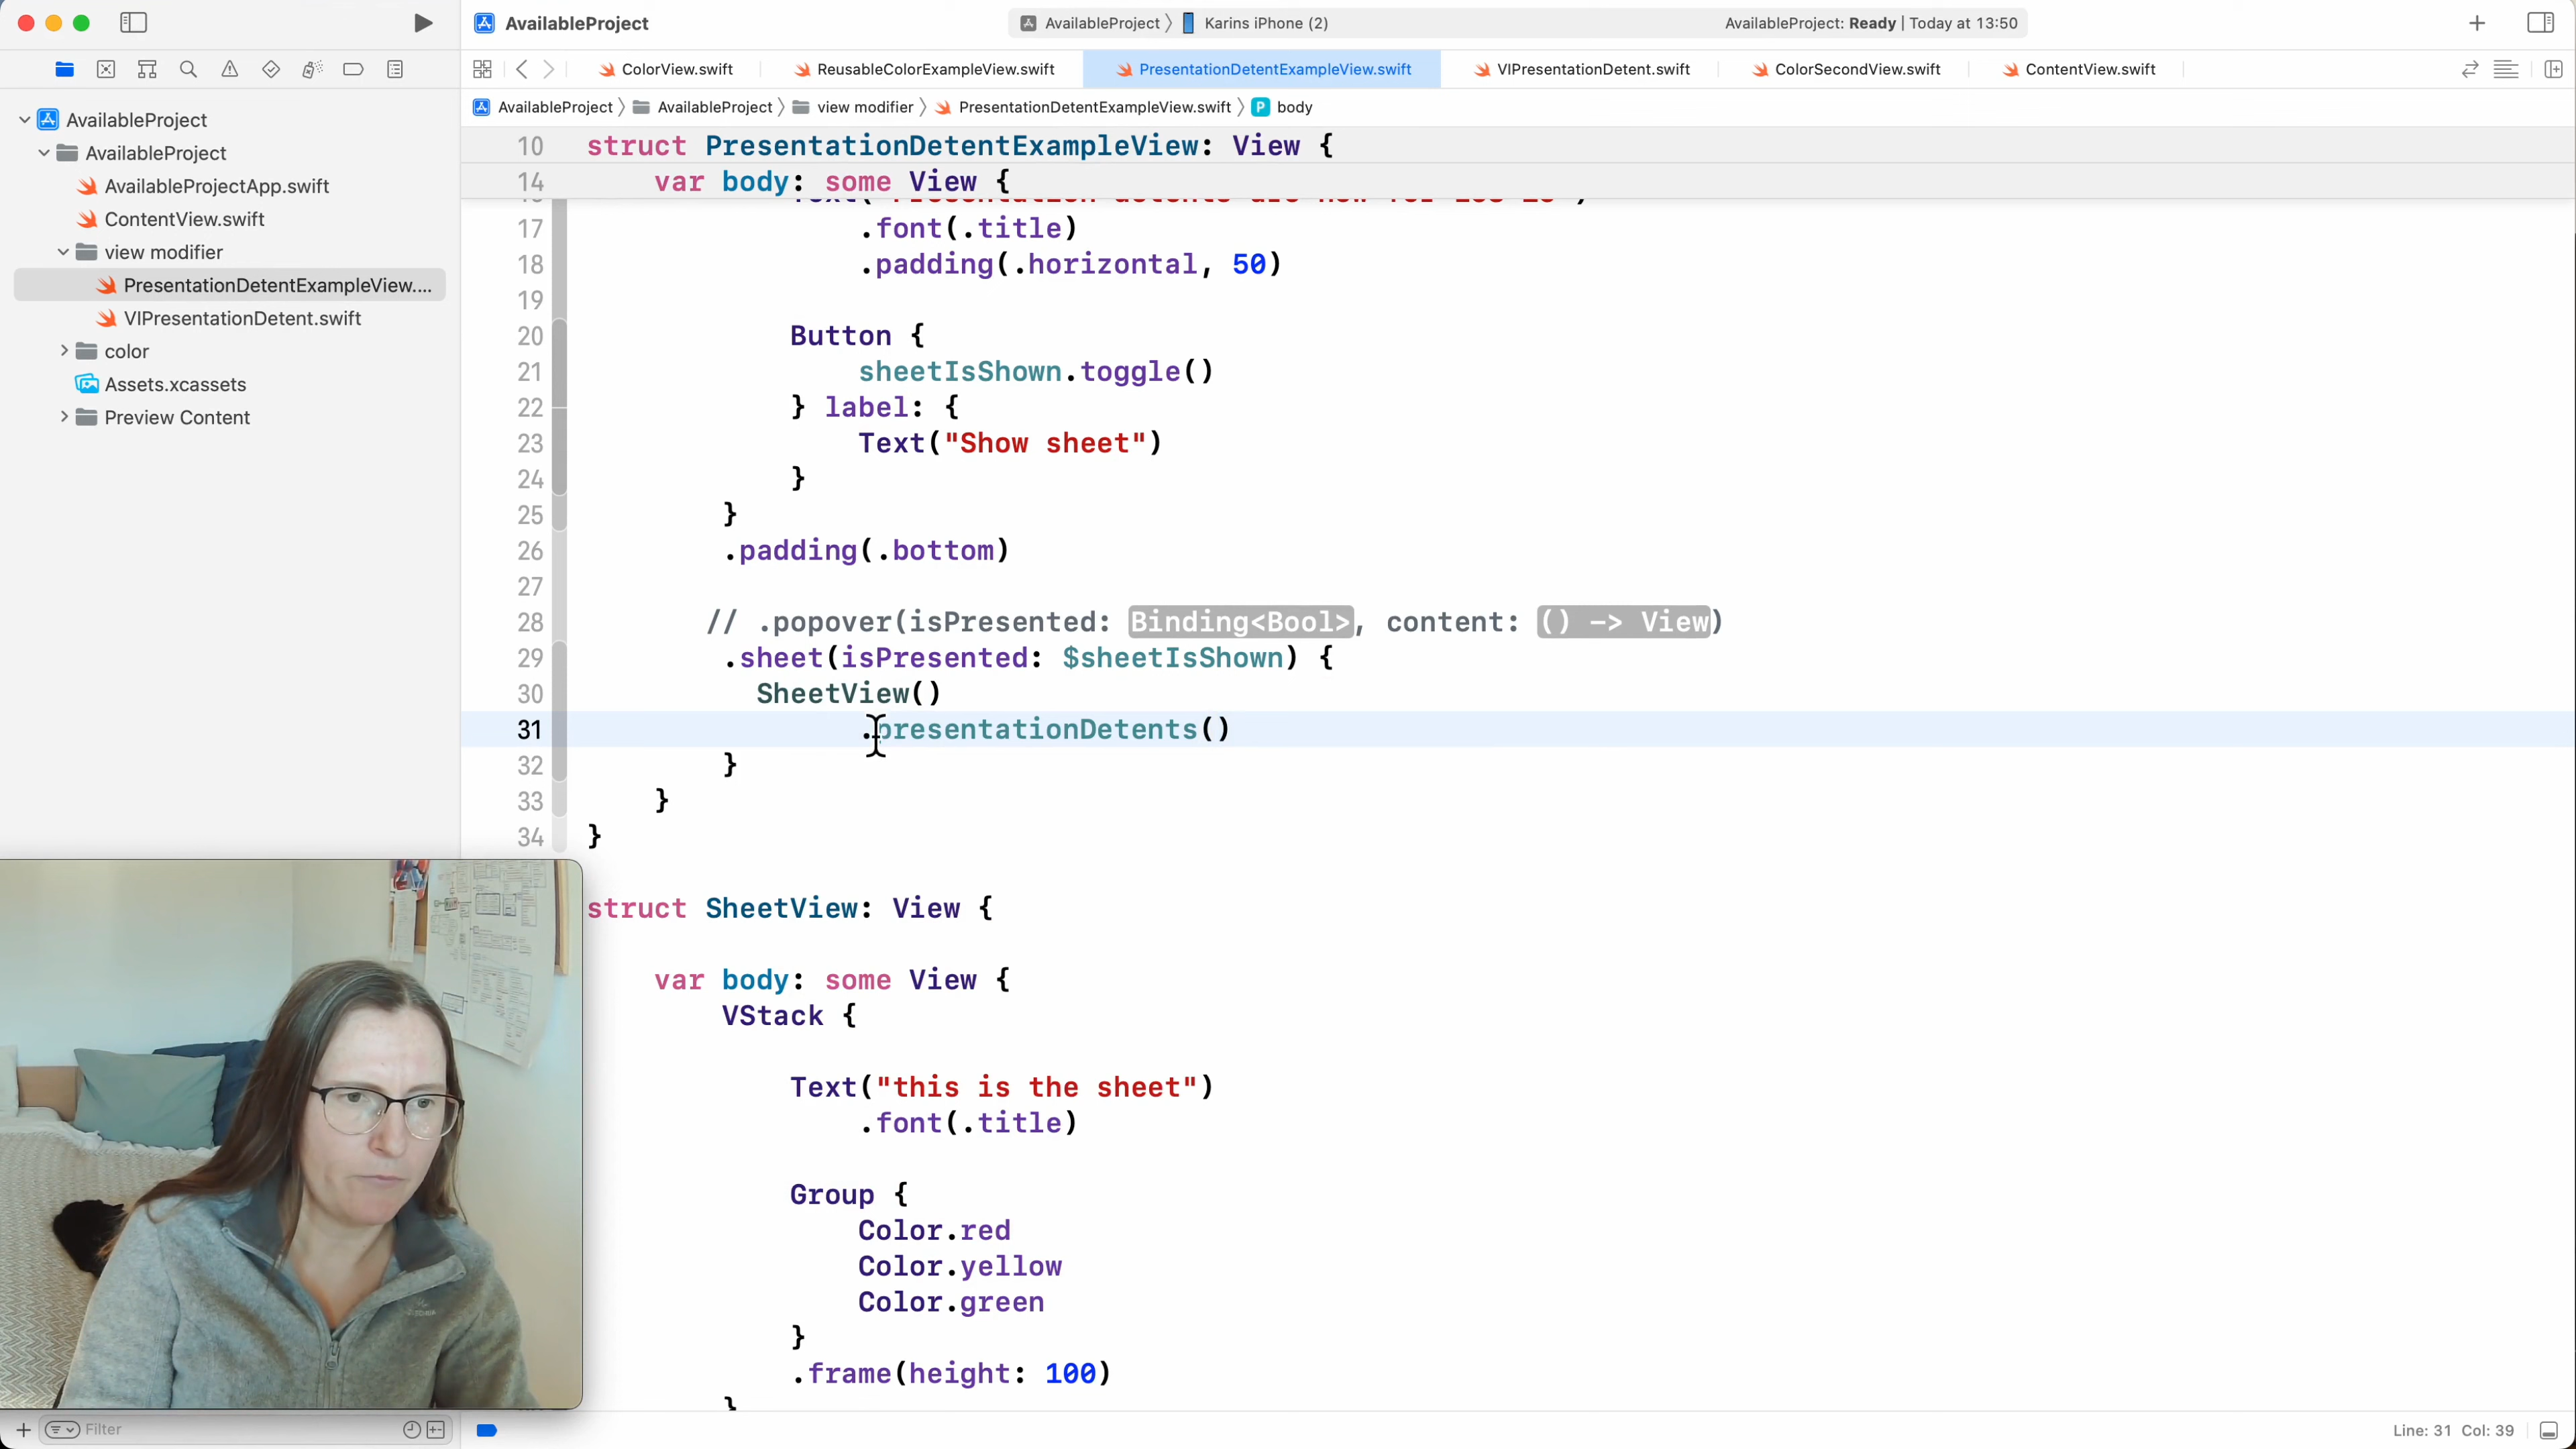 AvailableProject
AvailableProject
Karins iPhone (2)
AvailableProject: Ready | Today at 13:50
ColorView.swift
ReusableColorExampleView.swift
PresentationDetentExampleView.swift
VIPresentationDetent.swift
ColorSecondView.swift
ContentView.swift
AvailableProject
AvailableProject
view modifier
PresentationDetentExampleView.swift
P body
AvailableProject
AvailableProject
AvailableProjectApp.swift
ContentView.swift
view modifier
PresentationDetentExampleView....
VIPresentationDetent.swift
color
Assets.xcassets
Preview Content
10 struct PresentationDetentExampleView: View {
14 var body: some View {
17 .font(.title)
18 .padding(.horizontal, 50)
19
20 Button {
21 sheetIsShown.toggle()
22 } label: {
23 Text("Show sheet")
24 }
25 }
26 .padding(.bottom)
27
28 // .popover(isPresented: Binding<Bool>, content: () -> View)
29 .sheet(isPresented: $sheetIsShown) {
30 SheetView()
31 .presentationDetents()
32 }
33 }
34 }
struct SheetView: View {
var body: some View {
VStack {
Text("this is the sheet")
.font(.title)
Group {
Color.red
Color.yellow
Color.green
}
.frame(height: 100)
}
Filter
Line: 31 Col: 39